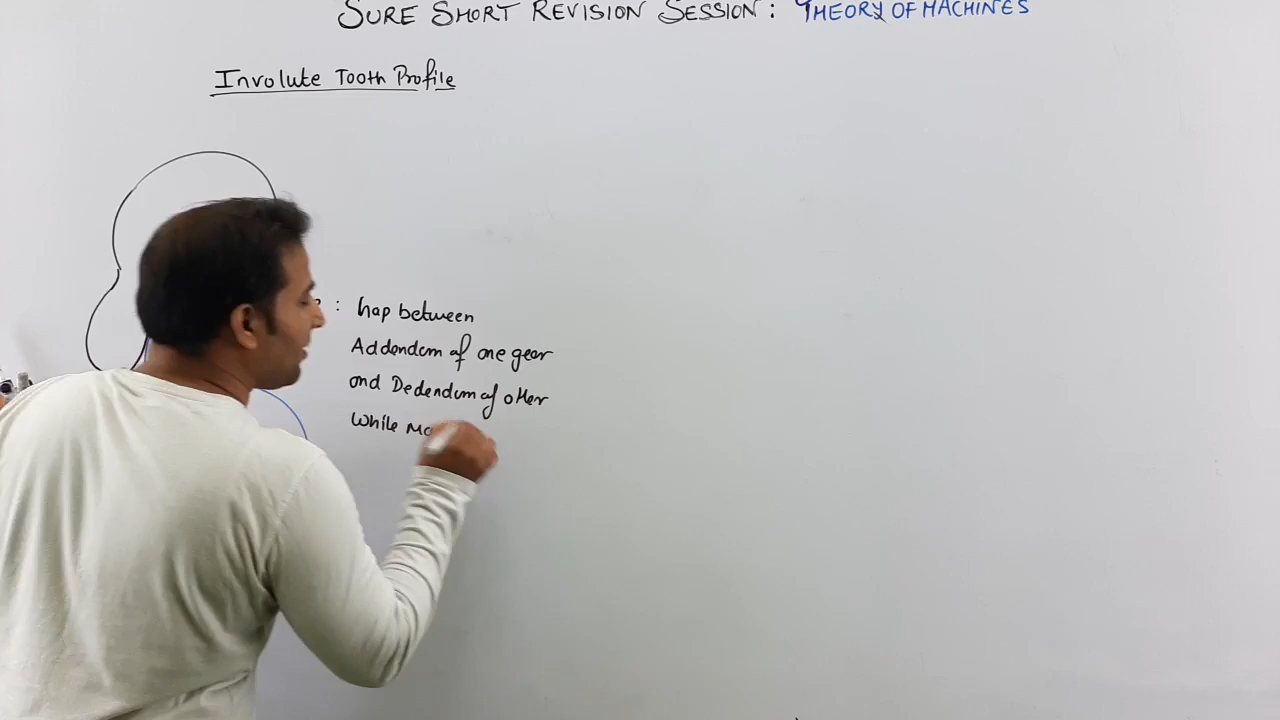 SURE SHORT REVISION SESSION : THEORY OF MACHINES
Involute Tooth Profile
: Gap between
Addendum of one gear
and Dedendum of other
While